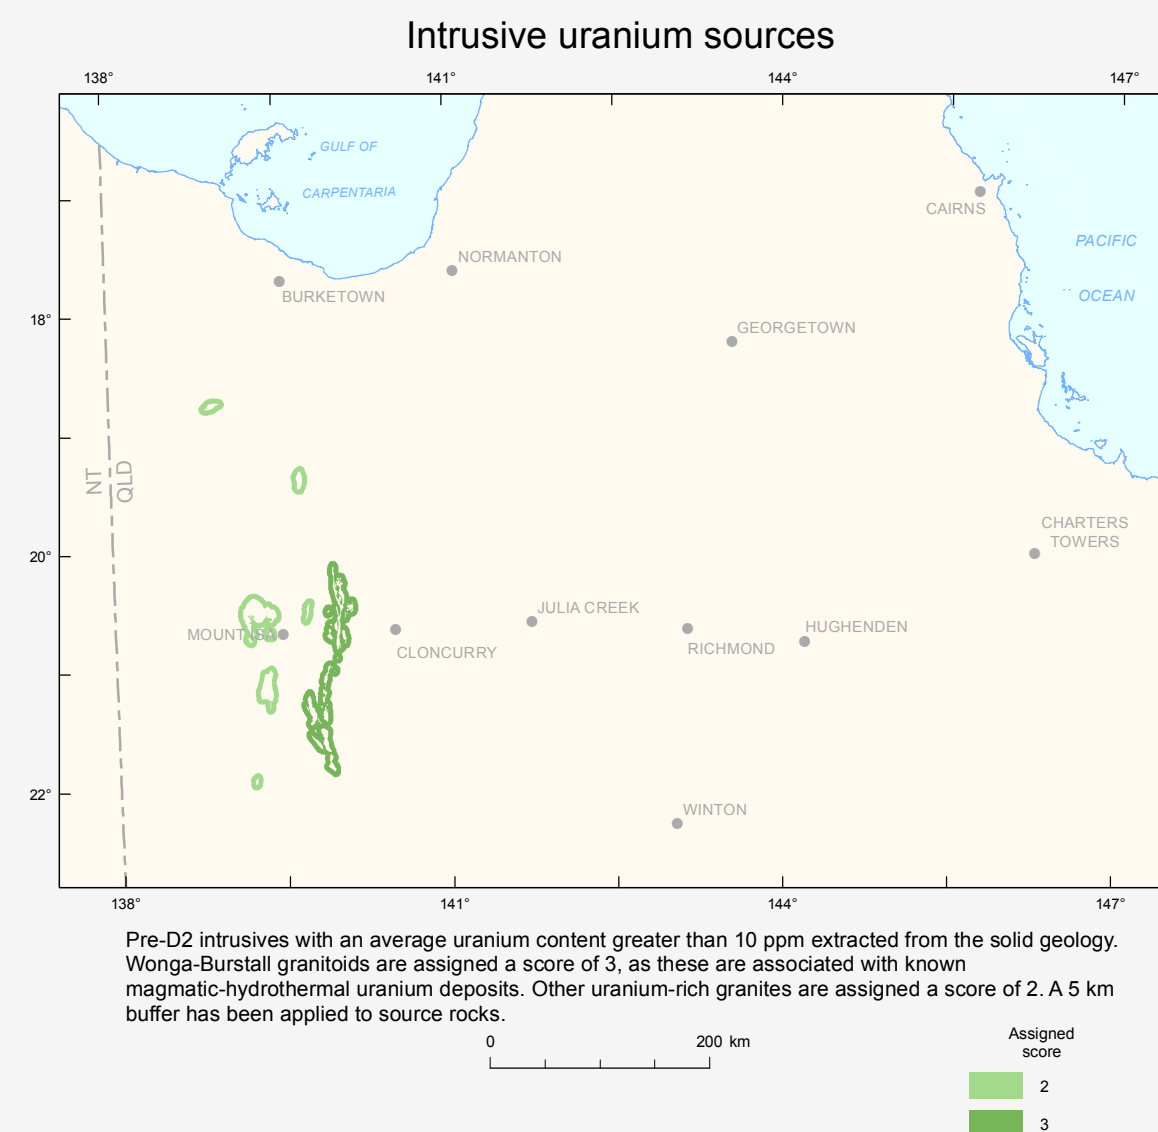 Intrusive uranium sources
138° 141° 144° 147°
GULF OF
CARPENTARIA
CAIRNS
PACIFIC
OCEAN
NORMANTON
BURKETOWN
18°
GEORGETOWN
NT
QLD
CHARTERS
TOWERS
20°
JULIA CREEK
MOUNT ISA
HUGHENDEN
CLONCURRY
RICHMOND
22°
WINTON
138° 141° 144° 147°
Pre-D2 intrusives with an average uranium content greater than 10 ppm extracted from the solid geology.
Wonga-Burstall granitoids are assigned a score of 3, as these are associated with known
magmatic-hydrothermal uranium deposits. Other uranium-rich granites are assigned a score of 2. A 5 km
buffer has been applied to source rocks.
0 200 km
Assigned
score
2
3